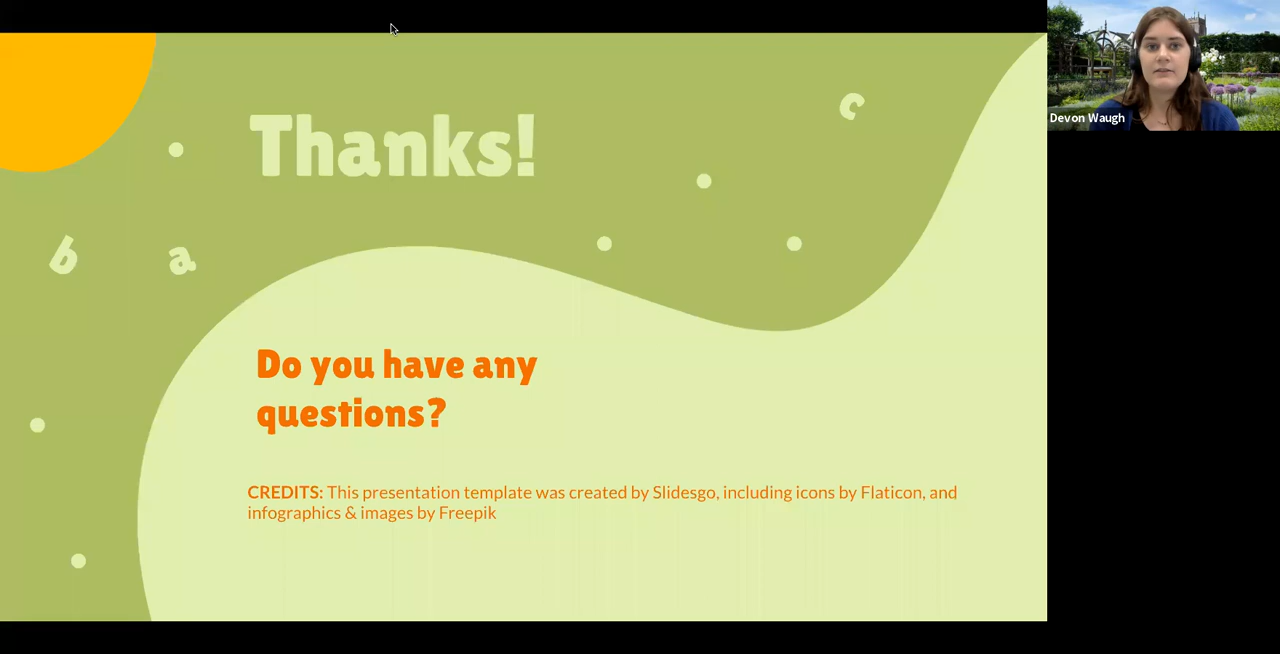 Thanks!
c
b
a
Do you have any
questions?
CREDITS: This presentation template was created by Slidesgo, including icons by Flaticon, and
infographics & images by Freepik
Devon Waugh